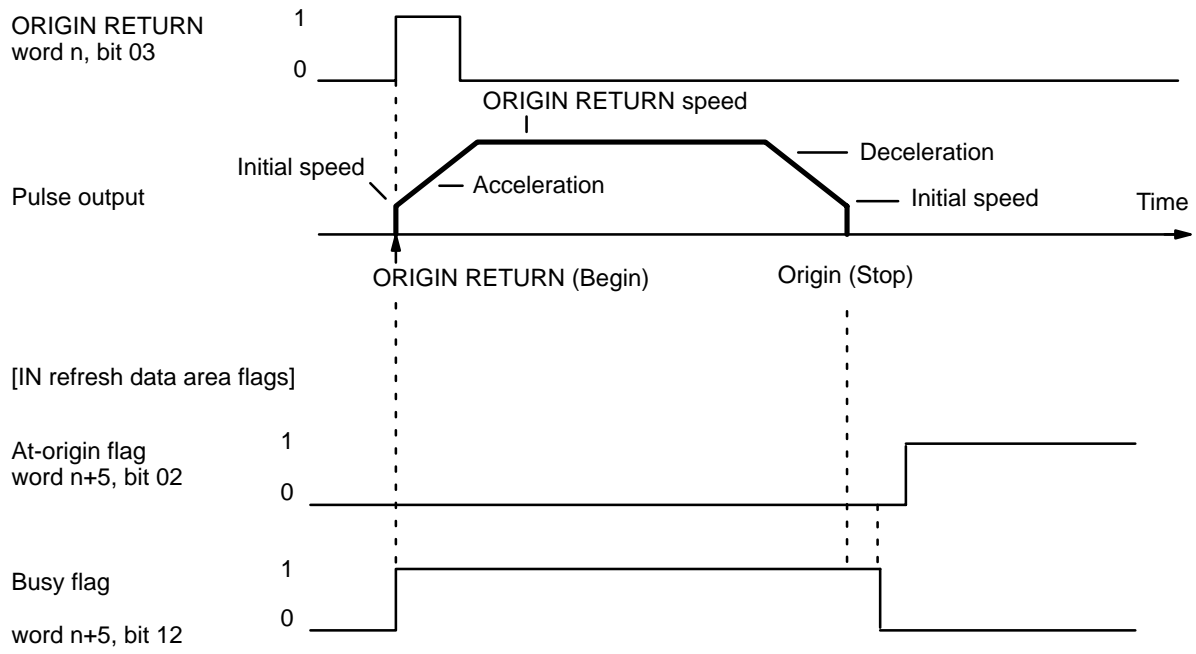 ORIGIN RETURN
word n, bit 03
1
0
ORIGIN RETURN speed
Initial speed
Acceleration
Deceleration
Initial speed
Pulse output
Time
ORIGIN RETURN (Begin)
Origin (Stop)
[IN refresh data area flags]
At-origin flag
word n+5, bit 02
1
0
Busy flag
word n+5, bit 12
1
0